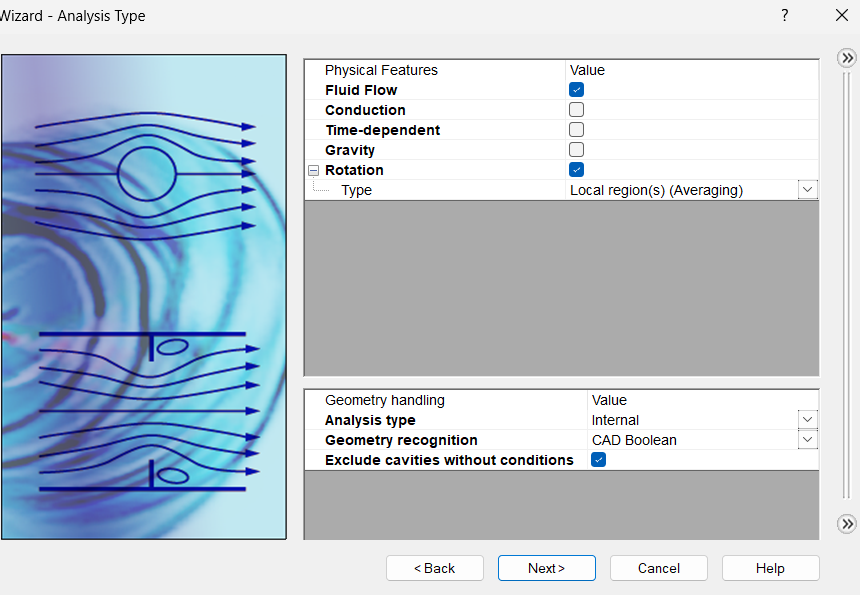 Wizard - Analysis Type ?
Physical Features Value
Fluid Flow
Conduction
Time-dependent
Gravity
Rotation
Type Local region(s) (Averaging)
Geometry handling Value
Analysis type Internal
Geometry recognition CAD Boolean
Exclude cavities without conditions
< Back Next > Cancel Help